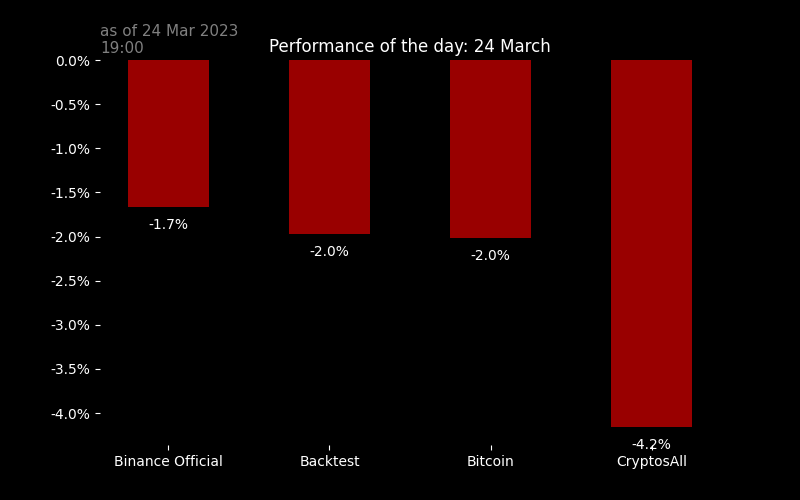 as of 24 Mar 2023
19:00
Performance of the day: 24 March
0.0%
-0.5%
-1.0%
-1.5%
-2.0%
-2.5%
-3.0%
-3.5%
-4.0%
-1.7%
-2.0%
-2.0%
-4.2%
Binance Official
Backtest
Bitcoin
CryptosAll